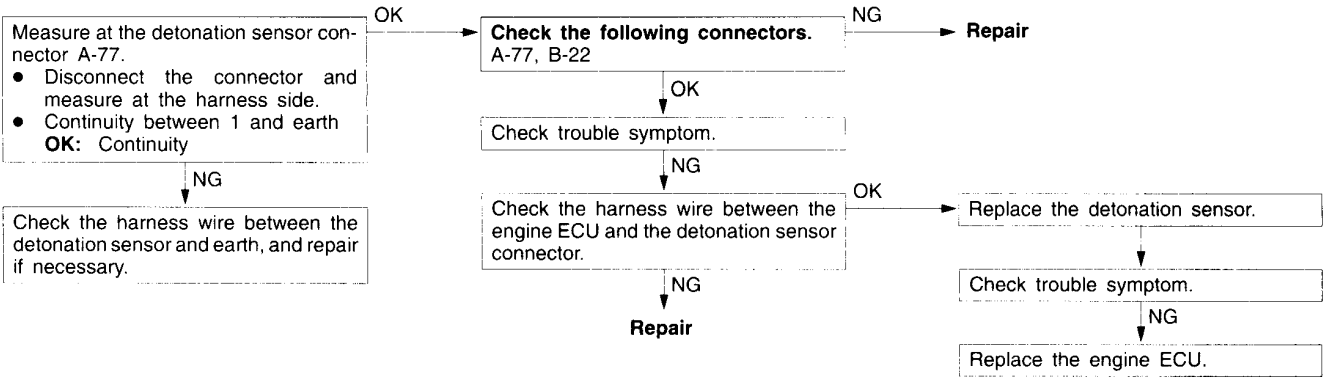 Measure at the detonation sensor con-
nector A-77.
● Disconnect the connector and
measure at the harness side.
● Continuity between 1 and earth
OK: Continuity
NG
Check the harness wire between the
detonation sensor and earth, and repair
if necessary.
OK
Check the following connectors.
A-77, B-22
NG
Repair
OK
Check trouble symptom.
NG
Check the harness wire between the
engine ECU and the detonation sensor
connector.
NG
Repair
OK
Replace the detonation sensor.
Check trouble symptom.
NG
Replace the engine ECU.